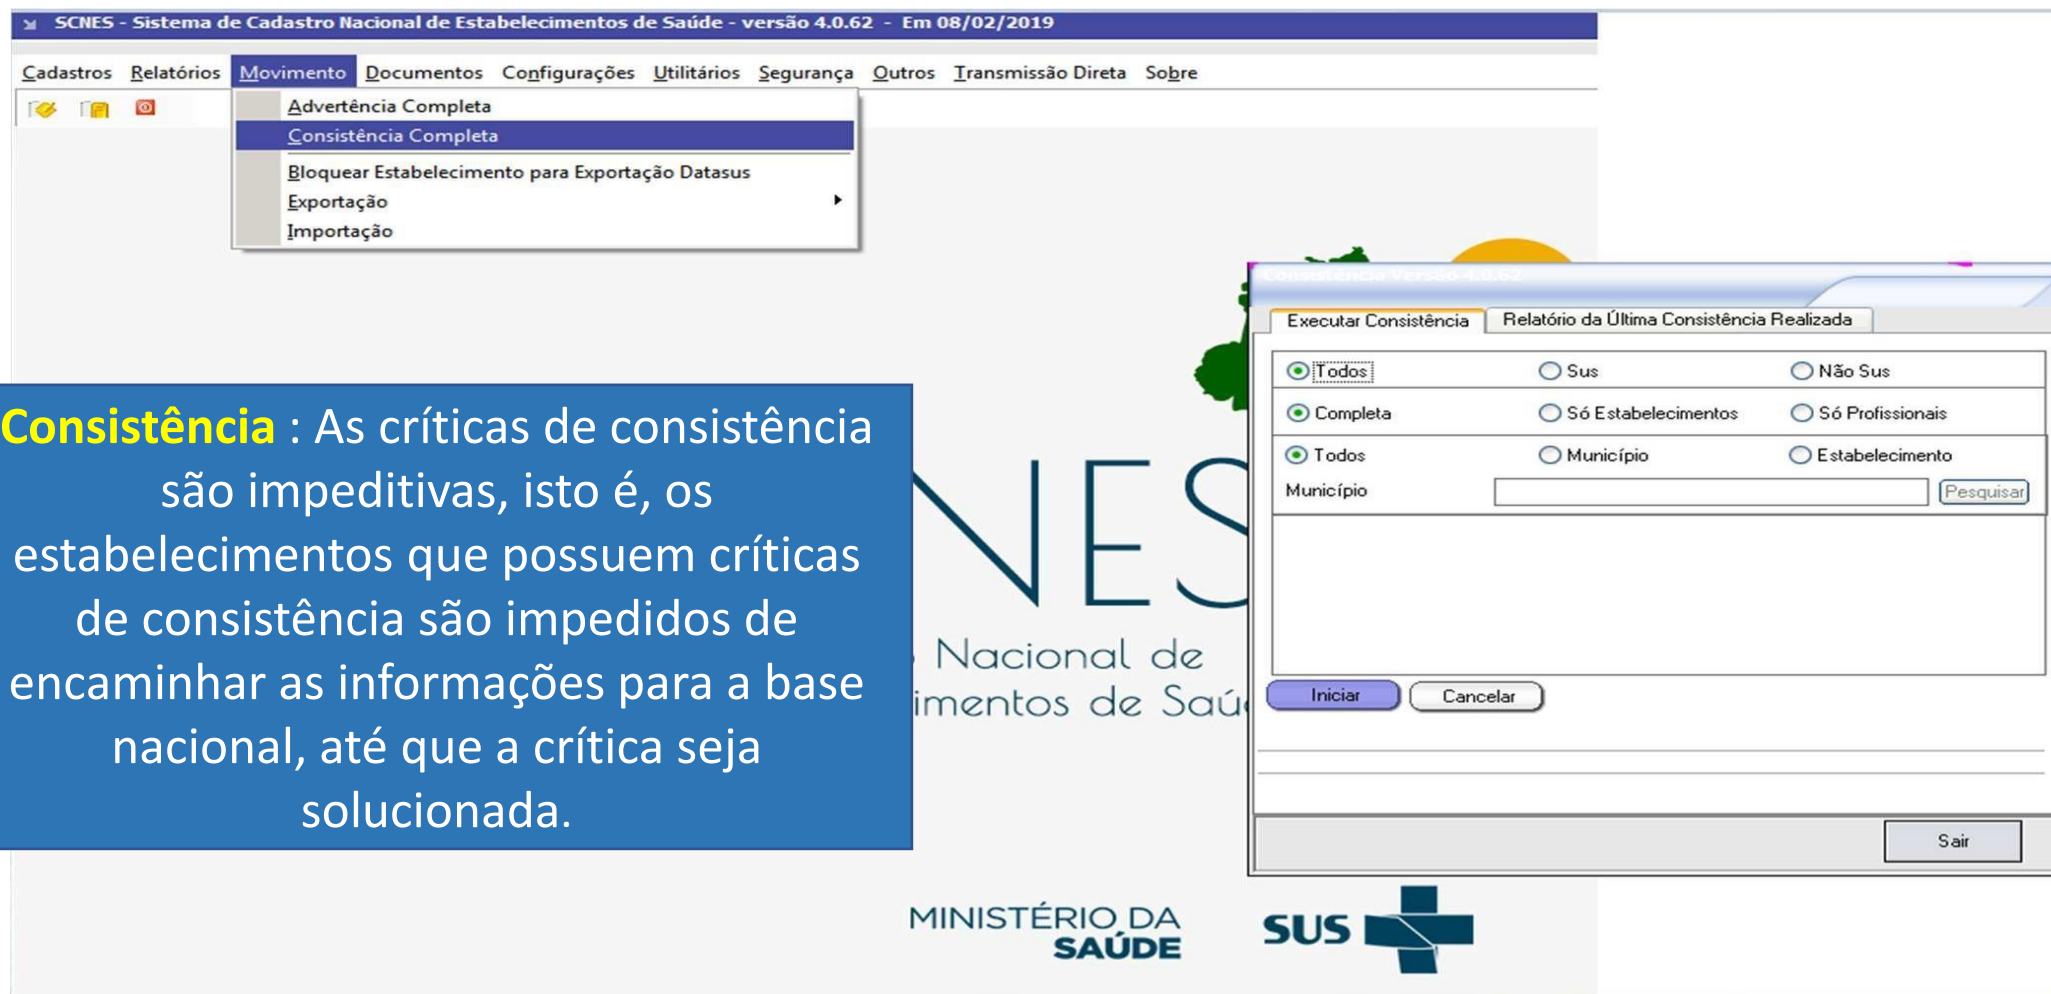 SCNES - Sistema de Cadastro Nacional de Estabelecimentos de Saúde - versão 4.0.62 - Em 08/02/2019
Cadastros Relatórios Movimento Documentos Configurações Utilitários Segurança Outros Transmissão Direta Sobre
Advertência Completa
Consistência Completa
Bloquear Estabelecimento para Exportação Datasus
Exportação
Importação
Consistência Versão 4.0.62
Executar Consistência Relatório da Última Consistência Realizada
Todos Sus Não Sus
Completa Só Estabelecimentos Só Profissionais
Todos Município Estabelecimento
Município Pesquisar
Iniciar Cancelar
Sair
Consistência : As críticas de consistência
são impeditivas, isto é, os
estabelecimentos que possuem críticas
de consistência são impedidos de
encaminhar as informações para a base
nacional, até que a crítica seja
solucionada.
NES
Nacional de
imentos de Saú
MINISTÉRIO DA
SAÚDE
SUS